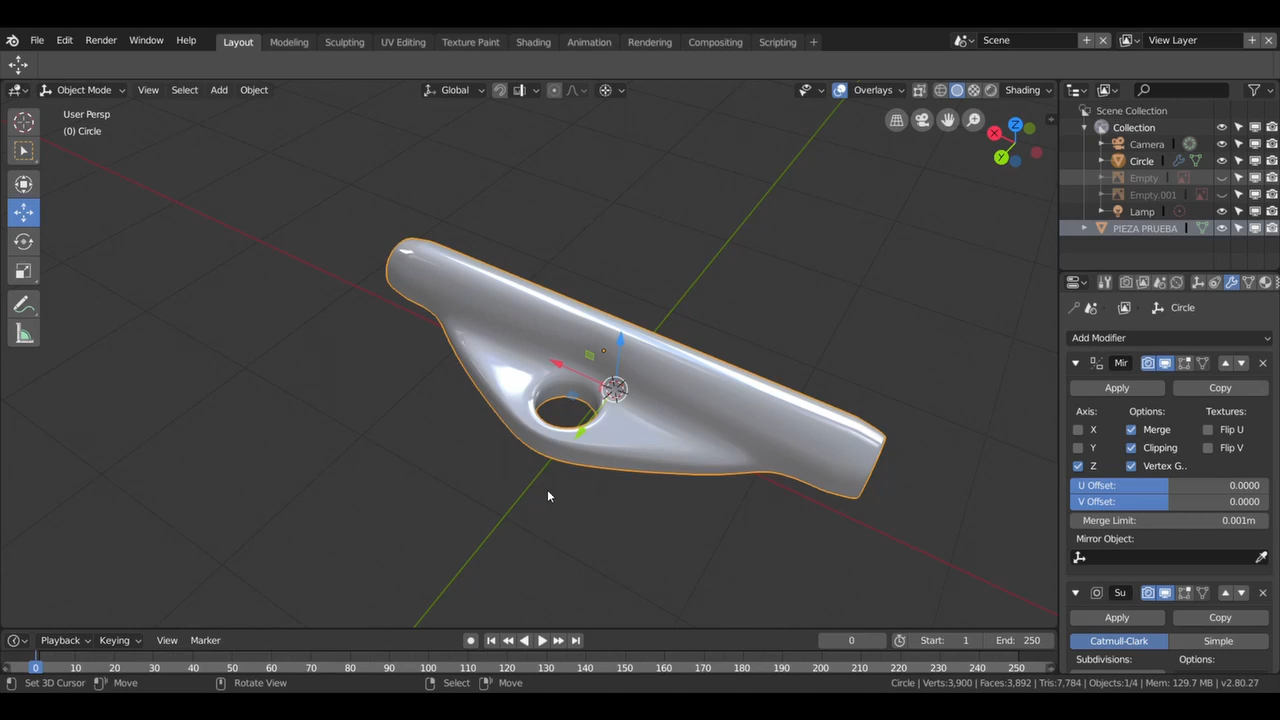 File Edit Render Window Help Layout Modeling Sculpting UV Editing Texture Paint Shading Animation Rendering Compositing Scripting + Scene View Layer
Object Mode View Select Add Object Global Overlays Shading
User Persp
(0) Circle
X
Y
Z
Scene Collection
Collection
Camera
Circle
Empty
Empty.001
Lamp
PIEZA PRUEBA
Circle
Add Modifier
Mir
Apply Copy
Axis: Options: Textures:
X Merge Flip U
Y Clipping Flip V
Z Vertex G..
U Offset: 0.0000
V Offset: 0.0000
Merge Limit: 0.001m
Mirror Object:
Su
Apply Copy
Catmull-Clark Simple
Subdivisions: Options:
Playback Keying View Marker 0 Start: 1 End: 250
0 10 20 30 40 50 60 70 80 90 100 110 120 130 140 150 160 170 180 190 200 210 220 230 240 250
Set 3D Cursor Move Rotate View Select Move Circle | Verts:3,900 | Faces:3,892 | Tris:7,784 | Objects:1/4 | Mem: 129.7 MB | v2.80.27